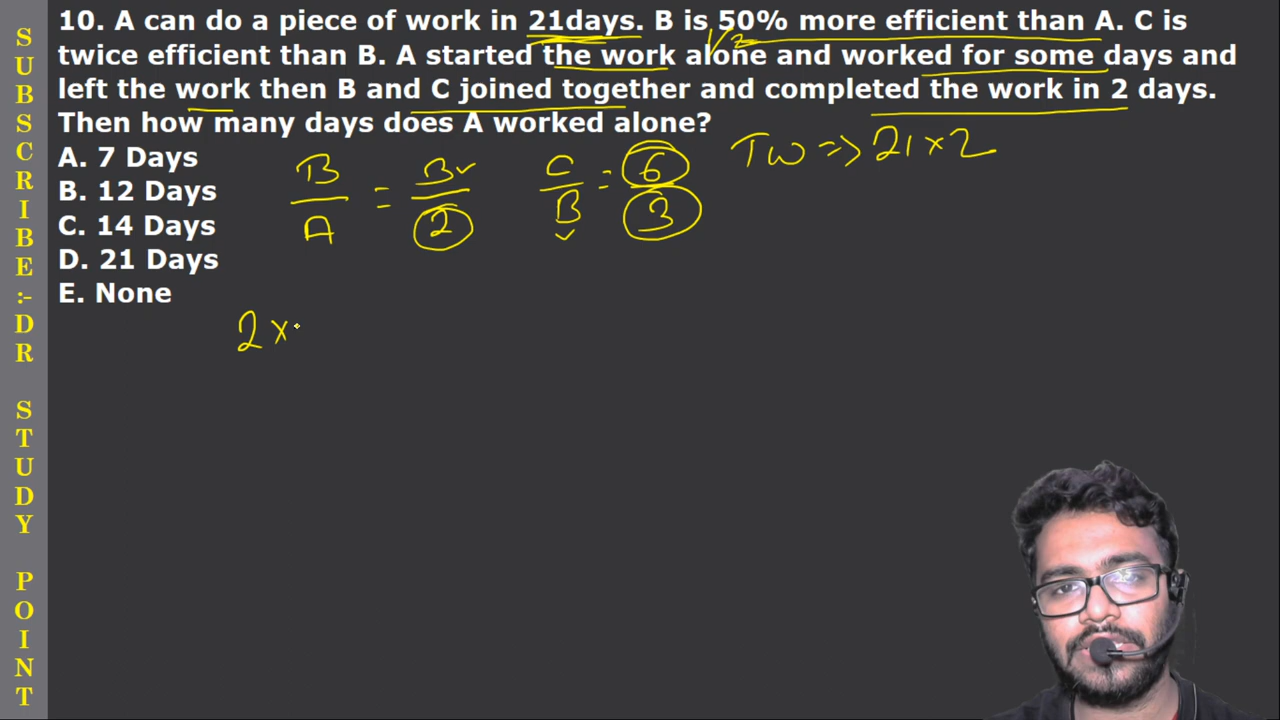 SUBSCRIBE:-DR STUDY POINT
10. A can do a piece of work in 21days. B is 50% more efficient than A. C is
twice efficient than B. A started the work alone and worked for some days and
left the work then B and C joined together and completed the work in 2 days.
Then how many days does A worked alone?
A. 7 Days
B. 12 Days
C. 14 Days
D. 21 Days
E. None
1/2
B/A = 3/2
C/B = 6/3
TW => 21 x 2
2 x